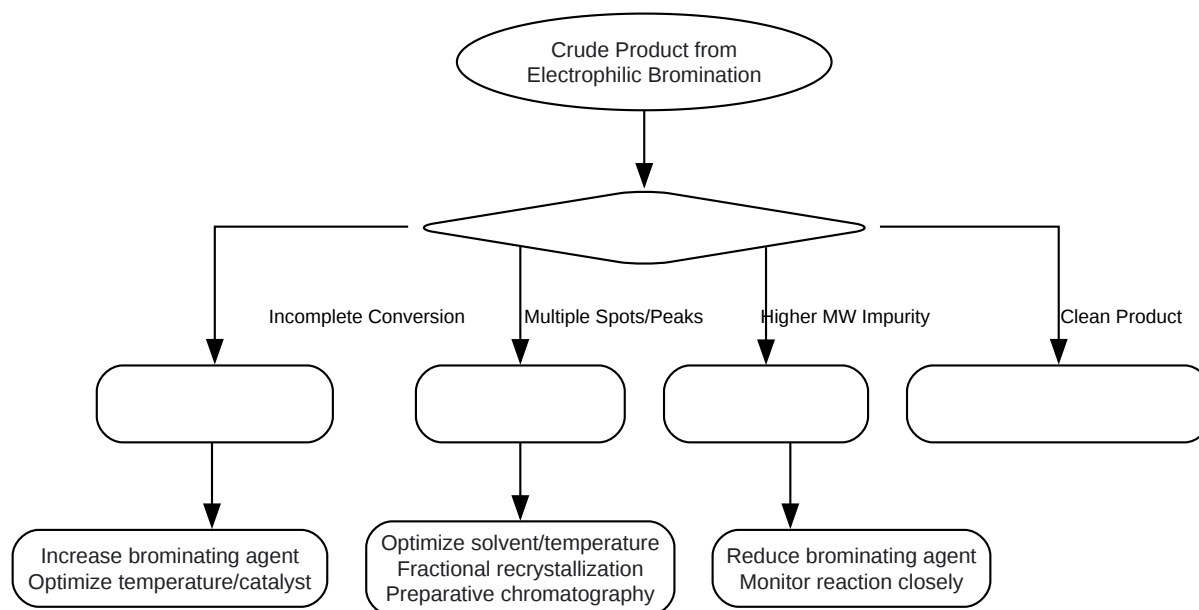 Crude Product from
Electrophilic Bromination
Incomplete Conversion
Multiple Spots/Peaks
Higher MW Impurity
Clean Product
Increase brominating agent
Optimize temperature/catalyst
Optimize solvent/temperature
Fractional recrystallization
Preparative chromatography
Reduce brominating agent
Monitor reaction closely